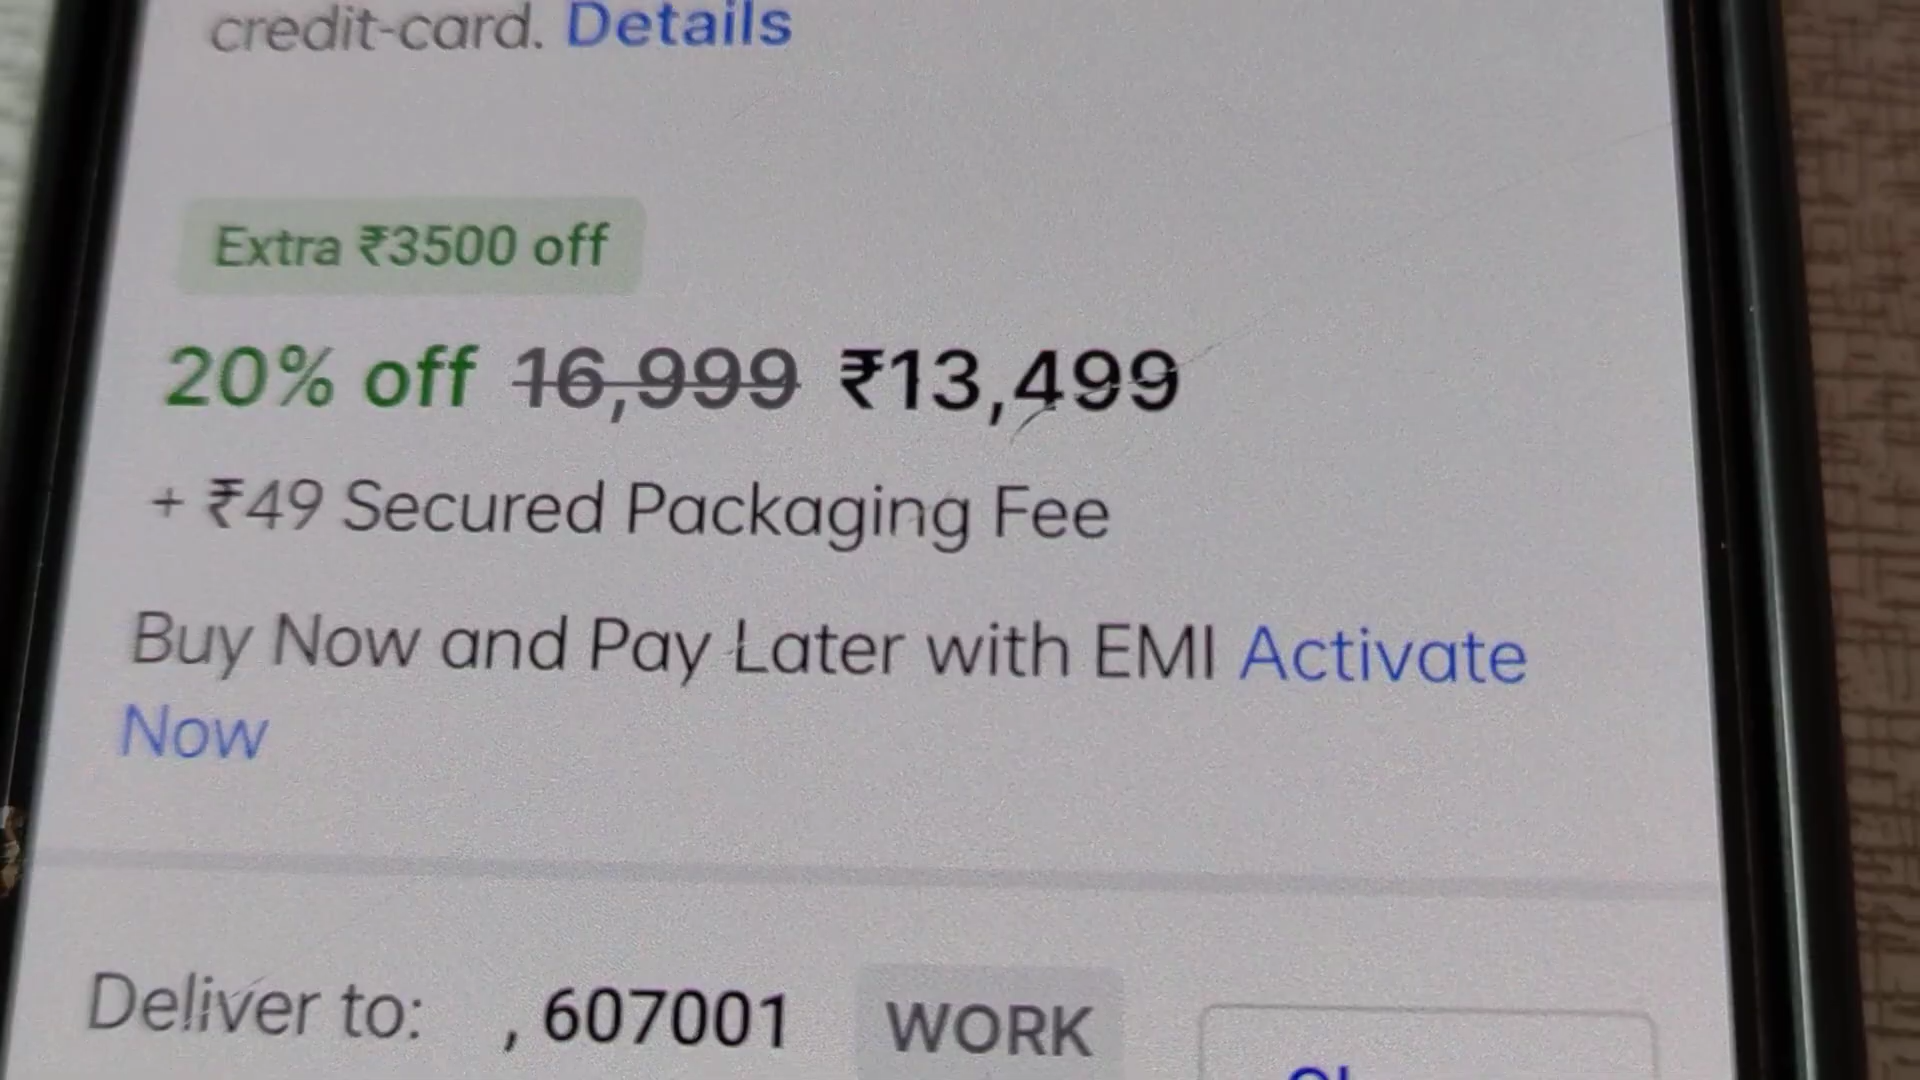 credit-card. Details
Extra ₹3500 off
20% off 16,999 ₹13,499
+ ₹49 Secured Packaging Fee
Buy Now and Pay Later with EMI Activate
Now
Deliver to: , 607001 WORK